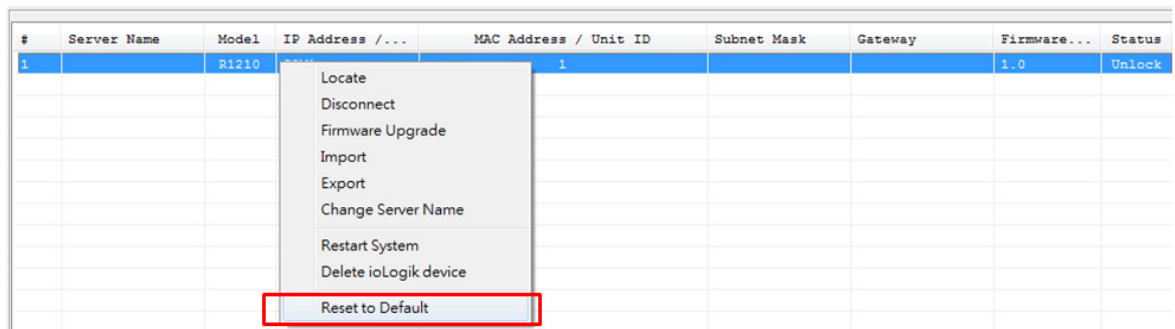 # Server Name Model IP Address /... MAC Address / Unit ID Subnet Mask Gateway Firmware... Status
1 R1210 1 1.0 Unlock
Locate
Disconnect
Firmware Upgrade
Import
Export
Change Server Name
Restart System
Delete ioLogik device
Reset to Default